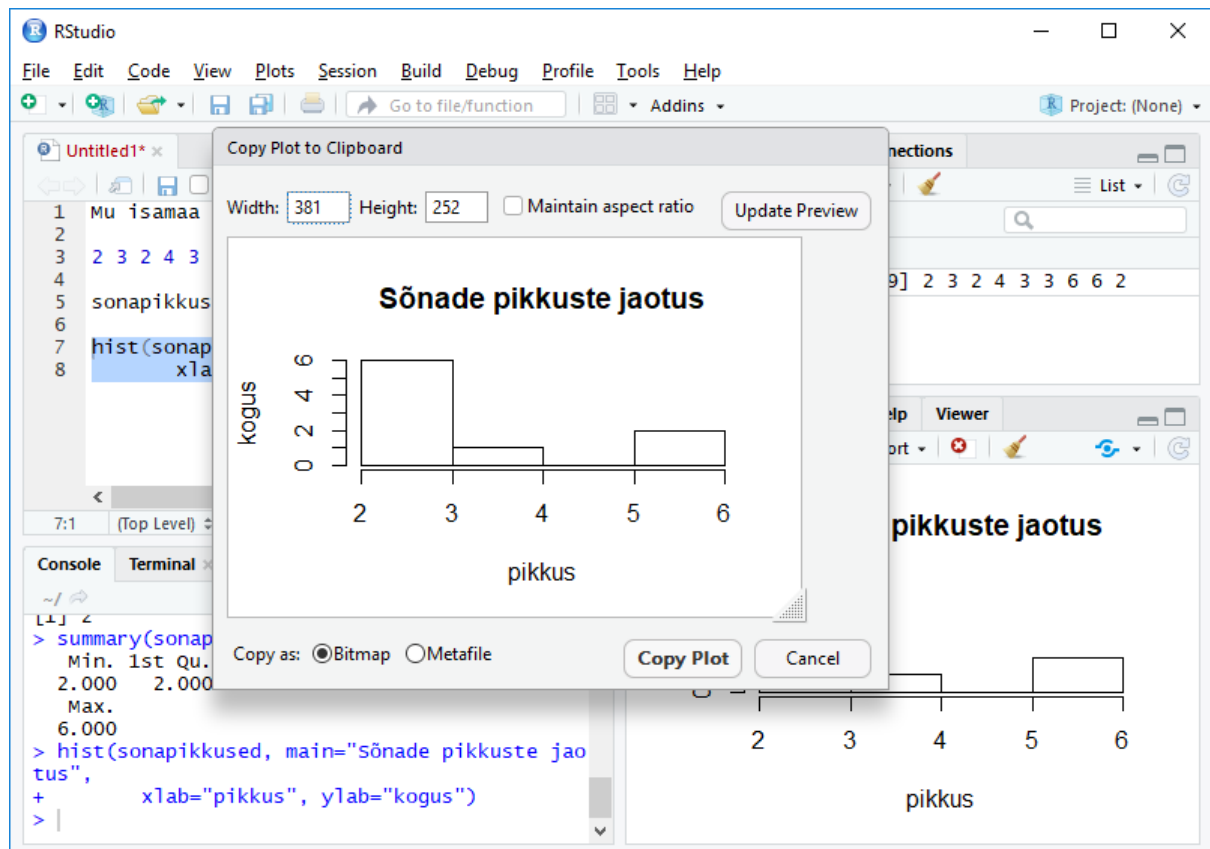 RStudio
File Edit Code View Plots Session Build Debug Profile Tools Help
Go to file/function Addins Project: (None)
Untitled1*
1 Mu isamaa
2
3 2 3 2 4 3
4
5 sonapikkus
6
7 hist(sonap
8 xla
7:1 (Top Level)
Copy Plot to Clipboard
Width: 381 Height: 252 Maintain aspect ratio Update Preview
Sõnade pikkuste jaotus
kogus
0 2 4 6
2 3 4 5 6
pikkus
Copy as: Bitmap Metafile Copy Plot Cancel
nections
List
9] 2 3 2 4 3 3 6 6 2
elp Viewer
ort
pikkuste jaotus
2 3 4 5 6
pikkus
Console Terminal
~/
> summary(sonap
Min. 1st Qu.
2.000 2.000
Max.
6.000
> hist(sonapikkused, main="Sõnade pikkuste jao
tus",
+ xlab="pikkus", ylab="kogus")
>